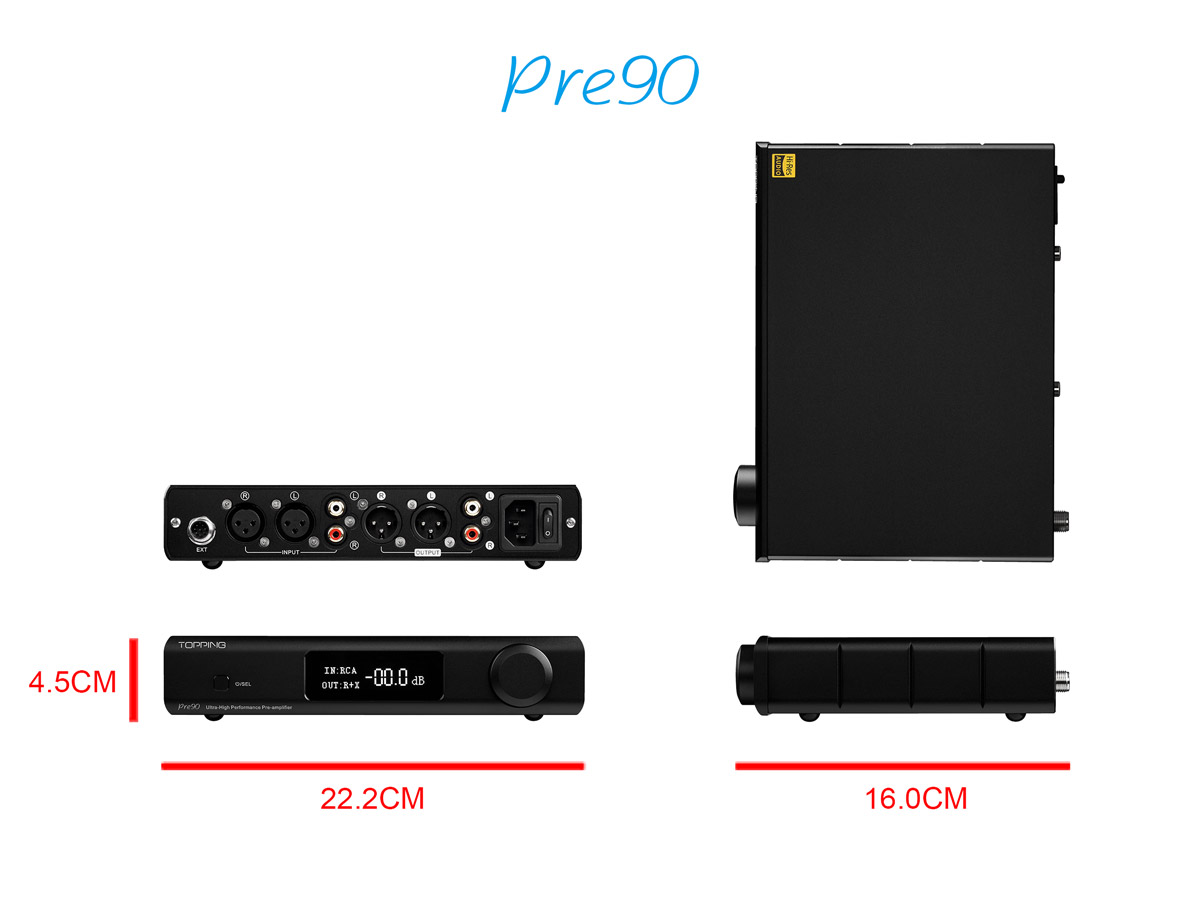 Pre90
Hi-Res
AUDIO
R L L R L L
EXT
INPUT
R
OUTPUT
R
TOPPING
IN:RCA
OUT:R+X
-00.0 dB
⏻/SEL
Pre90 Ultra-High Performance Pre-amplifier
4.5CM
22.2CM
16.0CM